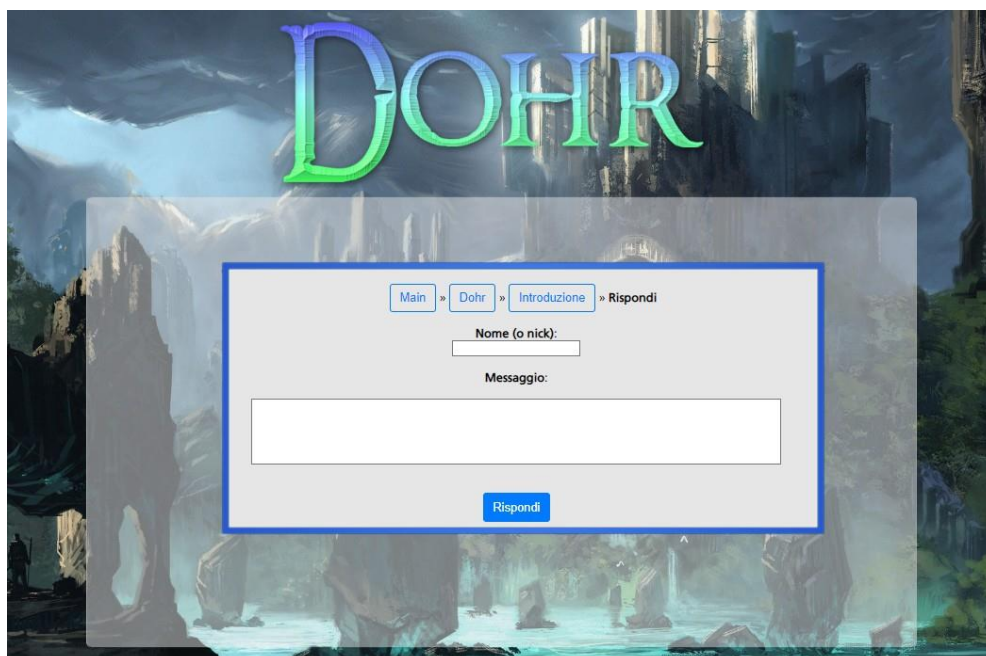 DOHR
Main » Dohr » Introduzione » Rispondi
Nome (o nick):
Messaggio:
Rispondi